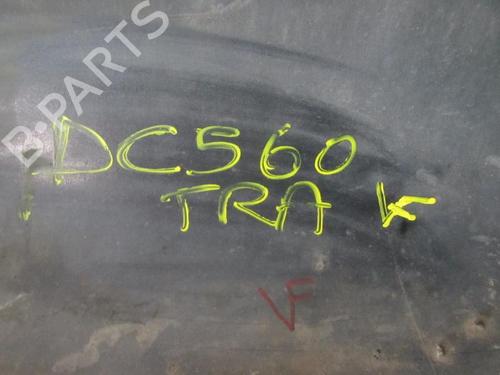 B-PARTS
DC560
TRA VF
VF